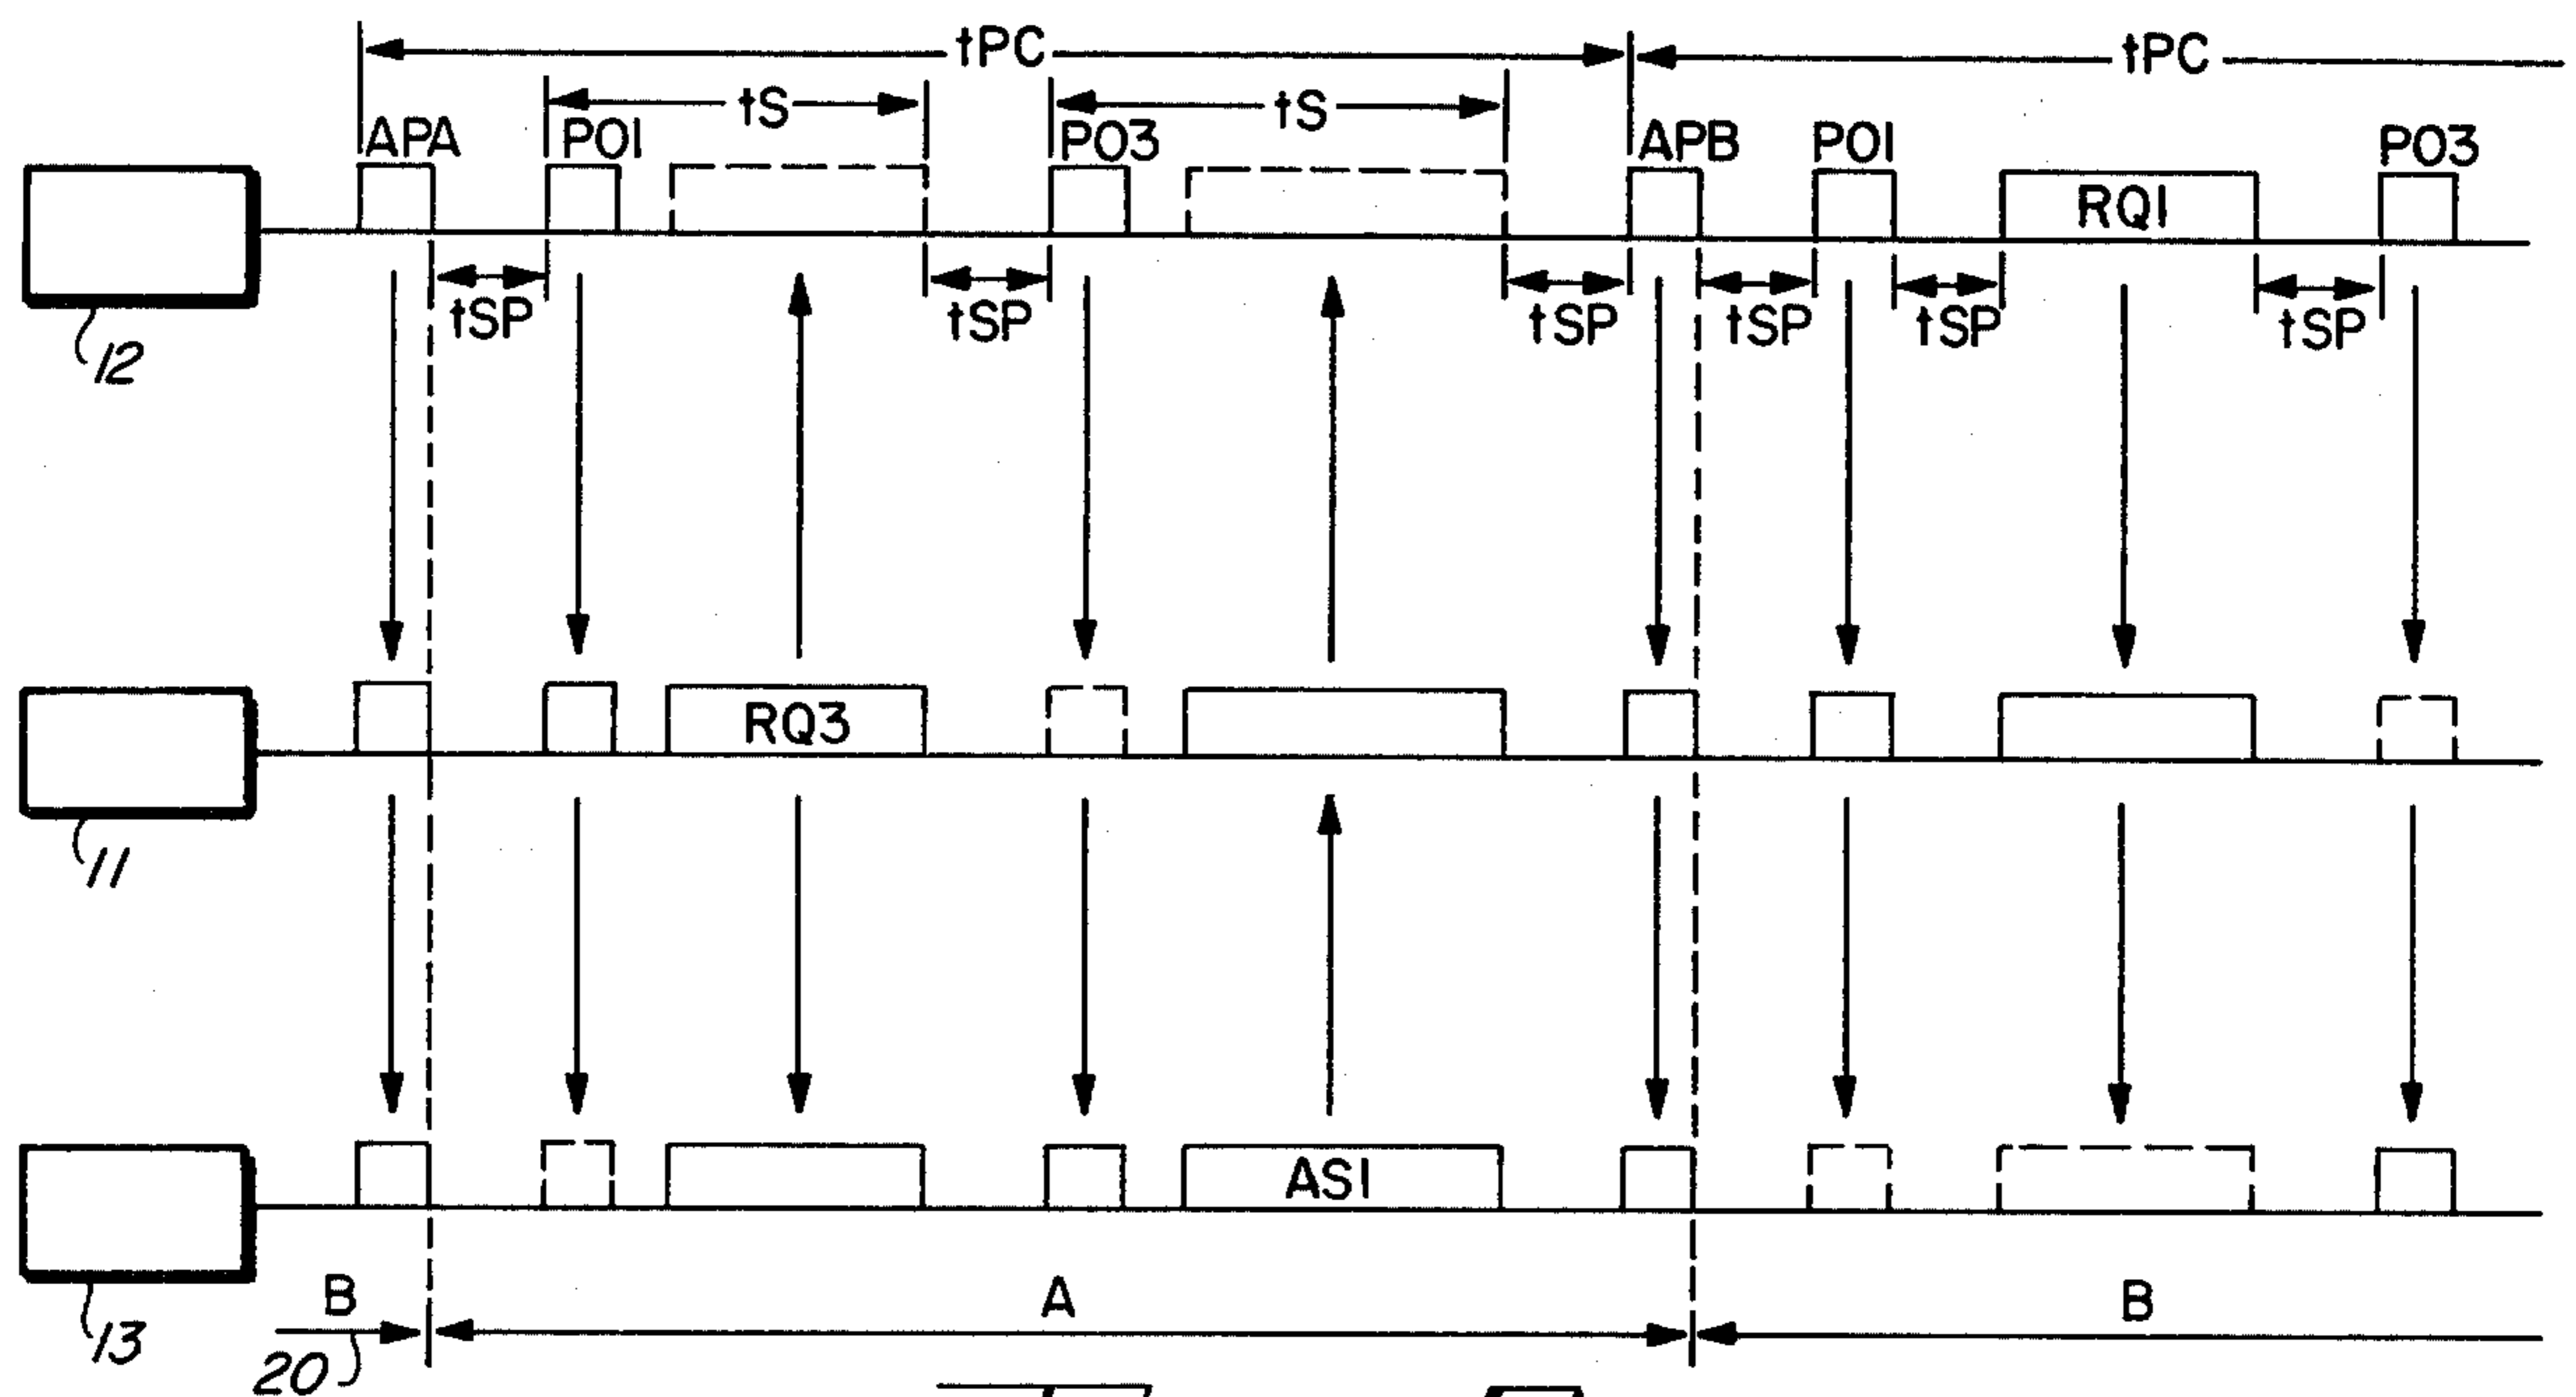 tPC tPC
tS tS
APA PO1 PO3 APB PO1 PO3
RQ1
tSP tSP tSP tSP tSP tSP
12
RQ3
11
AS1
13
B A B
20